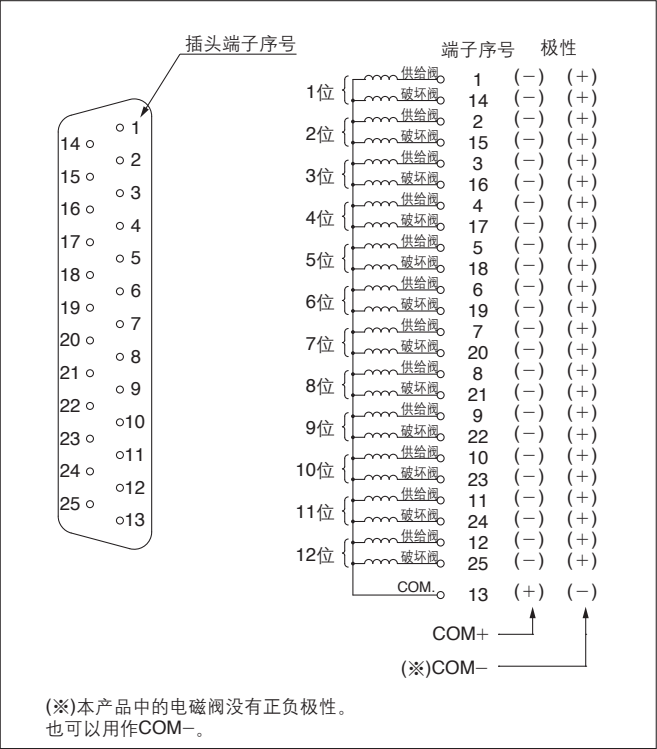 插头端子序号
14
15
16
17
18
19
20
21
22
23
24
25
1
2
3
4
5
6
7
8
9
10
11
12
13
端子序号 极性
1位 供给阀 1 (−) (+)
破坏阀 14 (−) (+)
2位 供给阀 2 (−) (+)
破坏阀 15 (−) (+)
3位 供给阀 3 (−) (+)
破坏阀 16 (−) (+)
4位 供给阀 4 (−) (+)
破坏阀 17 (−) (+)
5位 供给阀 5 (−) (+)
破坏阀 18 (−) (+)
6位 供给阀 6 (−) (+)
破坏阀 19 (−) (+)
7位 供给阀 7 (−) (+)
破坏阀 20 (−) (+)
8位 供给阀 8 (−) (+)
破坏阀 21 (−) (+)
9位 供给阀 9 (−) (+)
破坏阀 22 (−) (+)
10位 供给阀 10 (−) (+)
破坏阀 23 (−) (+)
11位 供给阀 11 (−) (+)
破坏阀 24 (−) (+)
12位 供给阀 12 (−) (+)
破坏阀 25 (−) (+)
COM. 13 (+) (−)
COM+
(※)COM−
(※)本产品中的电磁阀没有正负极性。
也可以用作COM−。